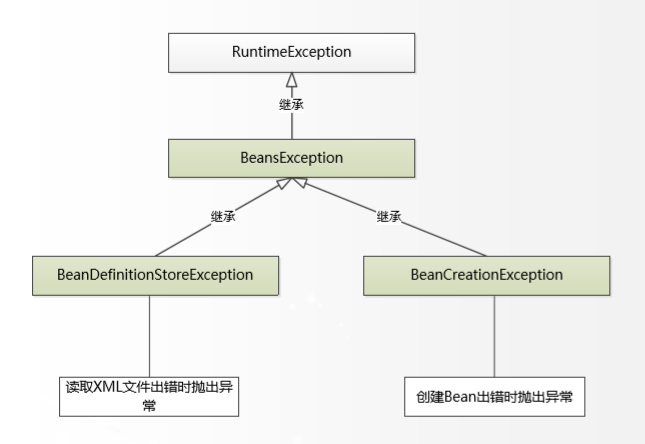 RuntimeException
继承
BeansException
继承
继承
BeanDefinitionStoreException
BeanCreationException
读取XML文件出错时抛出异
常
创建Bean出错时抛出异常